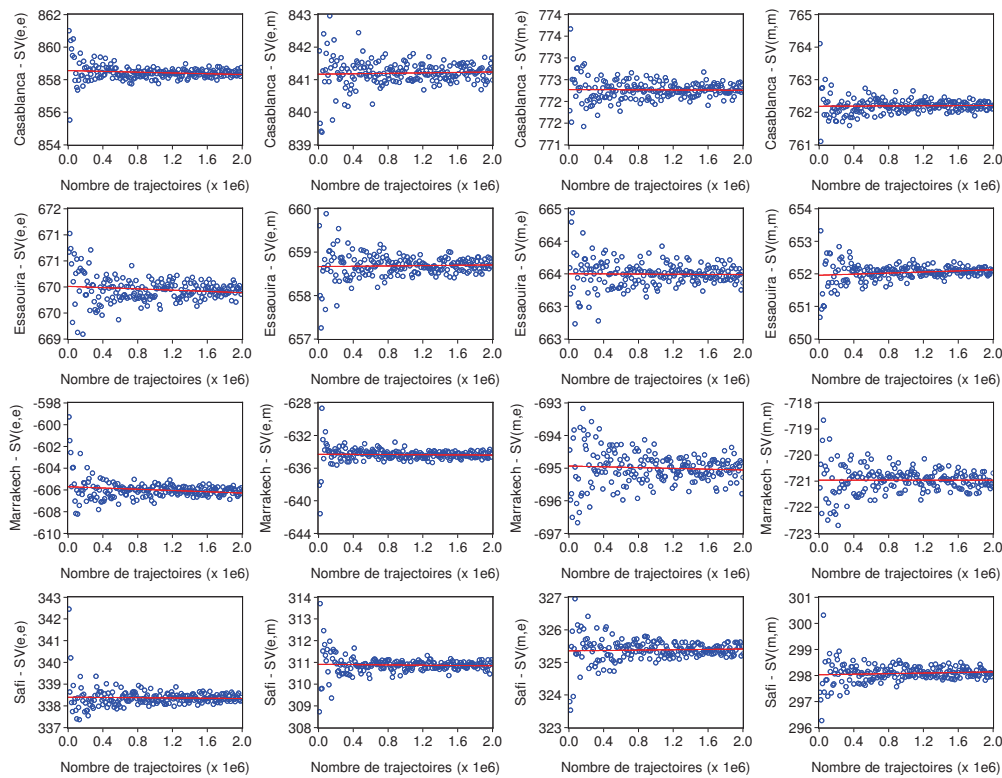 862 843 774 765
860 842 773 764
858 841 772 762
856 840 772 762
854 839 771 761
Casablanca - SV(e,e) Casablanca - SV(e,m) Casablanca - SV(m,e) Casablanca - SV(m,m)
0.0 0.4 0.8 1.2 1.6 2.0 0.0 0.4 0.8 1.2 1.6 2.0 0.0 0.4 0.8 1.2 1.6 2.0 0.0 0.4 0.8 1.2 1.6 2.0
Nombre de trajectoires (x 1e6) Nombre de trajectoires (x 1e6) Nombre de trajectoires (x 1e6) Nombre de trajectoires (x 1e6)
672 660 665 654
671 659 664 653
670 658 664 652
670 658 663 651
669 657 663 650
Essaouira - SV(e,e) Essaouira - SV(e,m) Essaouira - SV(m,e) Essaouira - SV(m,m)
0.0 0.4 0.8 1.2 1.6 2.0 0.0 0.4 0.8 1.2 1.6 2.0 0.0 0.4 0.8 1.2 1.6 2.0 0.0 0.4 0.8 1.2 1.6 2.0
Nombre de trajectoires (x 1e6) Nombre de trajectoires (x 1e6) Nombre de trajectoires (x 1e6) Nombre de trajectoires (x 1e6)
-598 -628 -693 -718
-600 -632 -694 -720
-602 -636 -695 -721
-604 -640 -696 -722
-606 -644 -697 -723
-608
-610
Marrakech - SV(e,e) Marrakech - SV(e,m) Marrakech - SV(m,e) Marrakech - SV(m,m)
0.0 0.4 0.8 1.2 1.6 2.0 0.0 0.4 0.8 1.2 1.6 2.0 0.0 0.4 0.8 1.2 1.6 2.0 0.0 0.4 0.8 1.2 1.6 2.0
Nombre de trajectoires (x 1e6) Nombre de trajectoires (x 1e6) Nombre de trajectoires (x 1e6) Nombre de trajectoires (x 1e6)
343 314 327 301
342 313 326 300
340 311 325 298
339 310 324 297
338 309 323 296
337 308
Safi - SV(e,e) Safi - SV(e,m) Safi - SV(m,e) Safi - SV(m,m)
0.0 0.4 0.8 1.2 1.6 2.0 0.0 0.4 0.8 1.2 1.6 2.0 0.0 0.4 0.8 1.2 1.6 2.0 0.0 0.4 0.8 1.2 1.6 2.0
Nombre de trajectoires (x 1e6) Nombre de trajectoires (x 1e6) Nombre de trajectoires (x 1e6) Nombre de trajectoires (x 1e6)